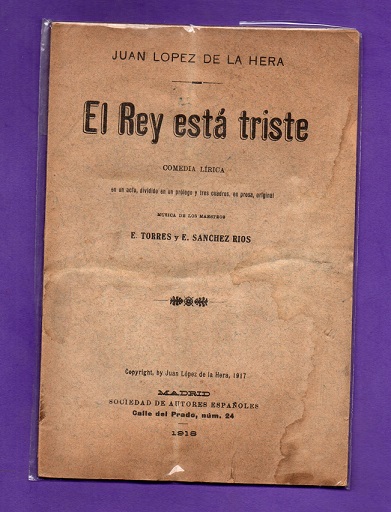 JUAN LOPEZ DE LA HERA
El Rey está triste
COMEDIA LÍRICA
en un acto, dividido en un prólogo y tres cuadros, en prosa, original
MUSICA DE LOS MAESTROS
E. TORRES y E. SANCHEZ RIOS
Copyright, by Juan López de la Hera, 1917
MADRID
SOCIEDAD DE AUTORES ESPAÑOLES
Calle del Prado, núm. 24
1918